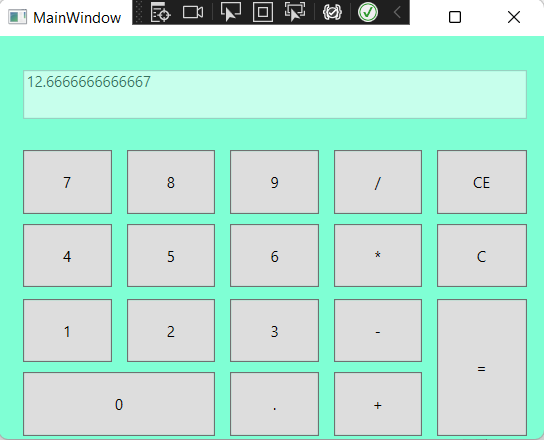 MainWindow
12.6666666666667
7 8 9 / CE
4 5 6 * C
1 2 3 -
=
0 . +